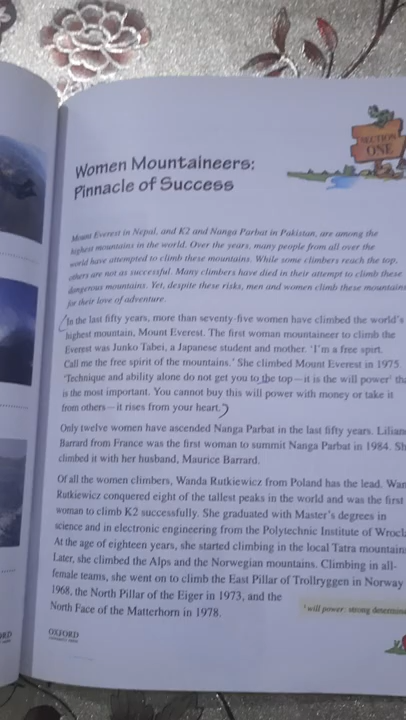 SECTION
ONE
Women Mountaineers:
Pinnacle of Success
Mount Everest in Nepal, and K2 and Nanga Parbat in Pakistan, are among the
highest mountains in the world. Over the years, many people from all over the
world have attempted to climb these mountains. While some climbers reach the top,
others are not as successful. Many climbers have died in their attempt to climb these
dangerous mountains. Yet, despite these risks, men and women climb these mountains
for their love of adventure.
In the last fifty years, more than seventy-five women have climbed the world's
highest mountain, Mount Everest. The first woman mountaineer to climb the
Everest was Junko Tabei, a Japanese student and mother. 'I'm a free spirt.
Call me the free spirit of the mountains.' She climbed Mount Everest in 1975.
'Technique and ability alone do not get you to the top—it is the will power¹ th
is the most important. You cannot buy this will power with money or take it
from others—it rises from your heart.'
Only twelve women have ascended Nanga Parbat in the last fifty years. Lilian
Barrard from France was the first woman to summit Nanga Parbat in 1984. Sh
climbed it with her husband, Maurice Barrard.
Of all the women climbers, Wanda Rutkiewicz from Poland has the lead. Wan
Rutkiewicz conquered eight of the tallest peaks in the world and was the first
woman to climb K2 successfully. She graduated with Master's degrees in
science and in electronic engineering from the Polytechnic Institute of Wrocl
At the age of eighteen years, she started climbing in the local Tatra mountain
Later, she climbed the Alps and the Norwegian mountains. Climbing in all-
female teams, she went on to climb the East Pillar of Trollryggen in Norway
1968, the North Pillar of the Eiger in 1973, and the
North Face of the Matterhorn in 1978.
¹ will power: strong determin
OXFORD